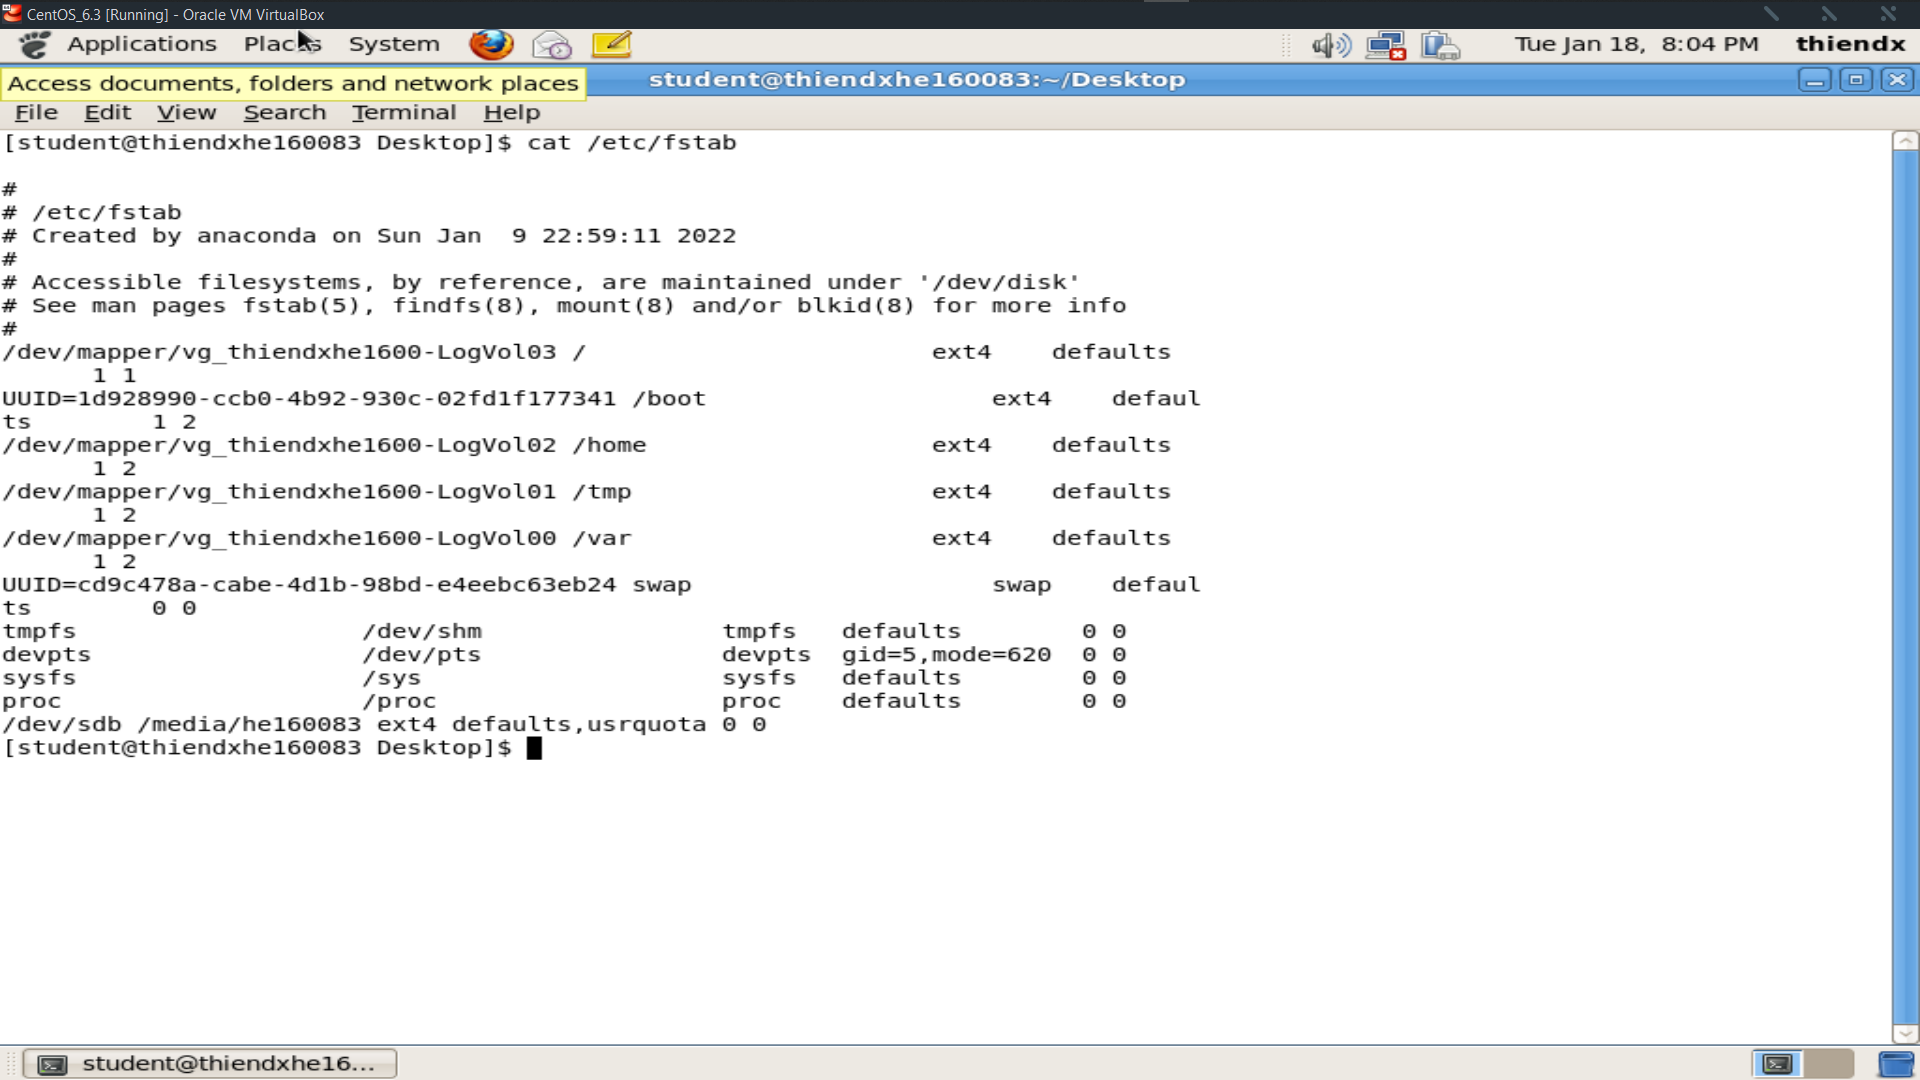 CentOS_6.3 [Running] - Oracle VM VirtualBox
Applications Places System Tue Jan 18, 8:04 PM thiendx
Access documents, folders and network places
student@thiendxhe160083:~/Desktop
File Edit View Search Terminal Help
[student@thiendxhe160083 Desktop]$ cat /etc/fstab
#
# /etc/fstab
# Created by anaconda on Sun Jan  9 22:59:11 2022
#
# Accessible filesystems, by reference, are maintained under '/dev/disk'
# See man pages fstab(5), findfs(8), mount(8) and/or blkid(8) for more info
#
/dev/mapper/vg_thiendxhe1600-LogVol03 / ext4 defaults
1 1
UUID=1d928990-ccb0-4b92-930c-02fd1f177341 /boot ext4 defaul
ts 1 2
/dev/mapper/vg_thiendxhe1600-LogVol02 /home ext4 defaults
1 2
/dev/mapper/vg_thiendxhe1600-LogVol01 /tmp ext4 defaults
1 2
/dev/mapper/vg_thiendxhe1600-LogVol00 /var ext4 defaults
1 2
UUID=cd9c478a-cabe-4d1b-98bd-e4eebc63eb24 swap swap defaul
ts 0 0
tmpfs /dev/shm tmpfs defaults 0 0
devpts /dev/pts devpts gid=5,mode=620 0 0
sysfs /sys sysfs defaults 0 0
proc /proc proc defaults 0 0
/dev/sdb /media/he160083 ext4 defaults,usrquota 0 0
[student@thiendxhe160083 Desktop]$
student@thiendxhe16...